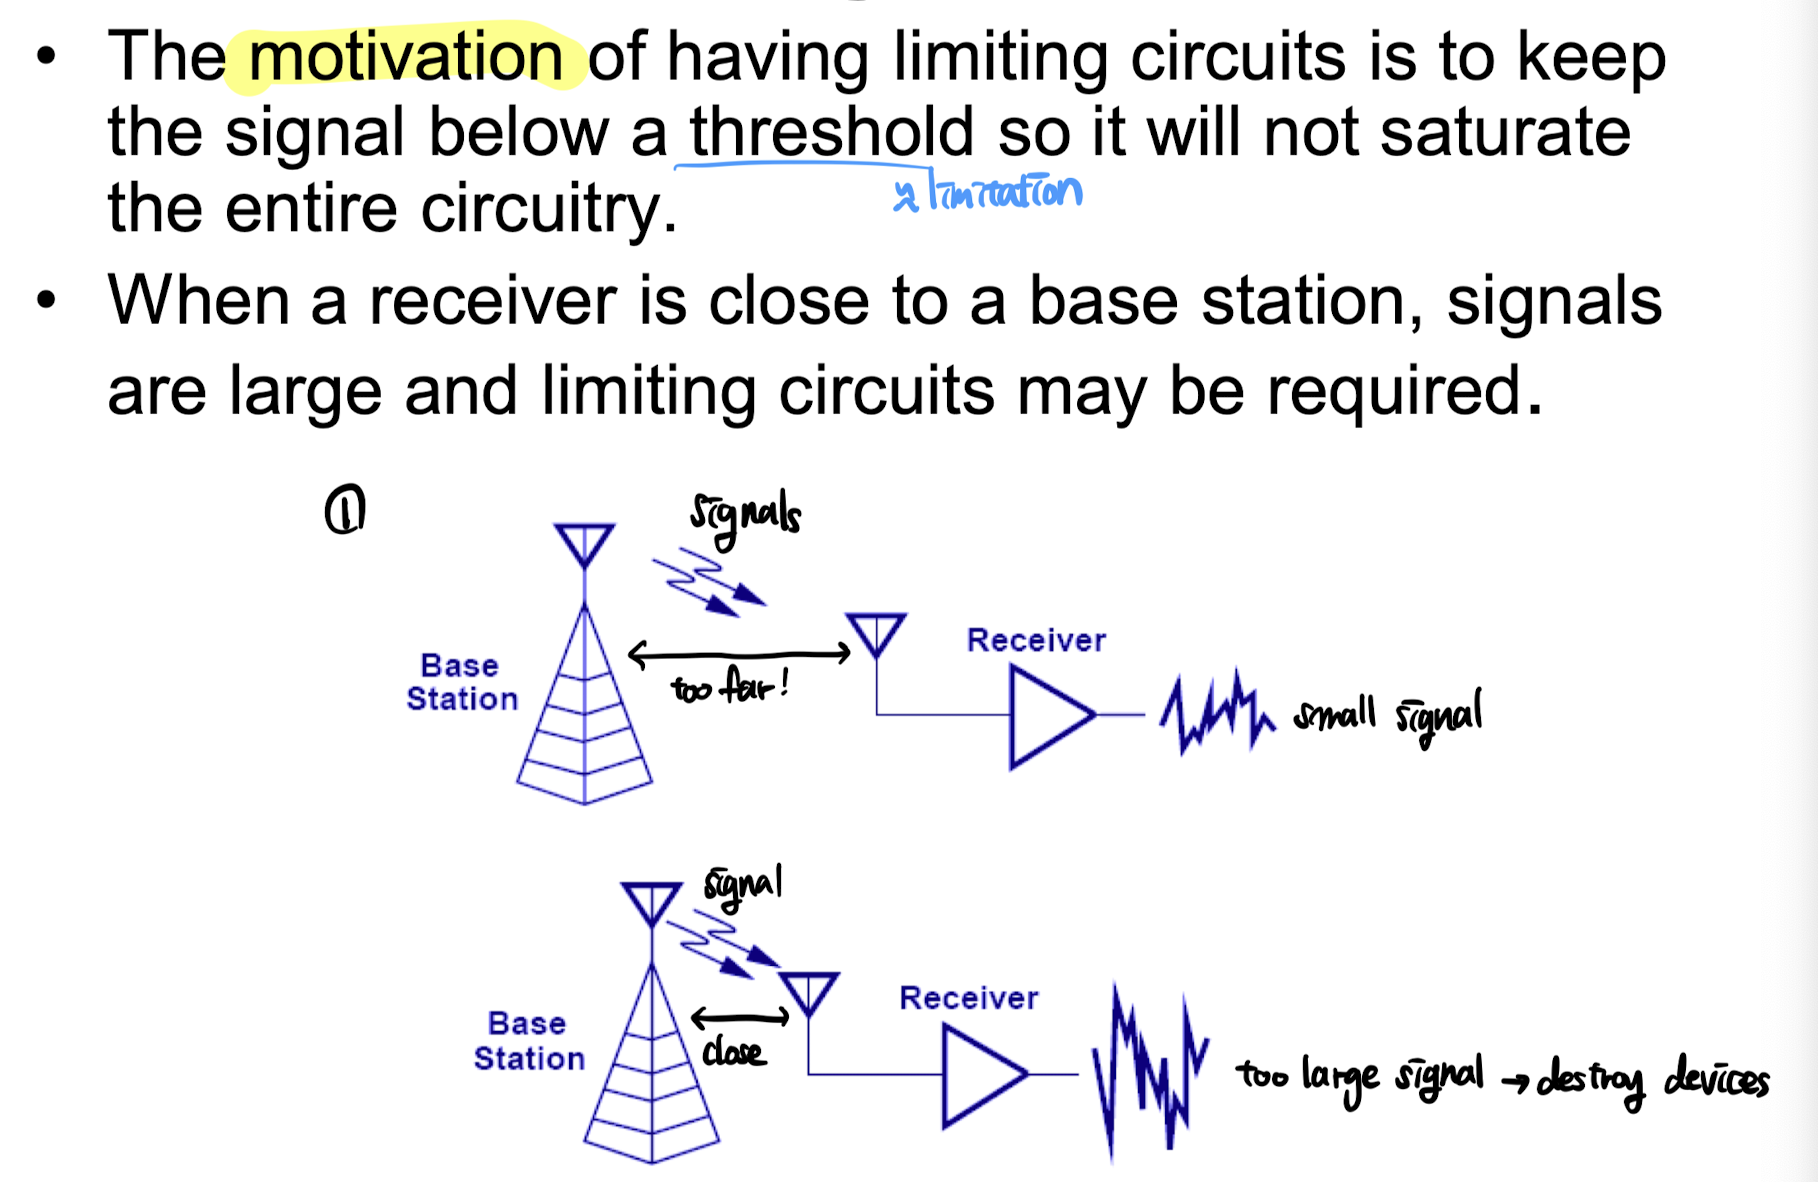 • The motivation of having limiting circuits is to keep
the signal below a threshold so it will not saturate
≈ limitation
the entire circuitry.
• When a receiver is close to a base station, signals
are large and limiting circuits may be required.
①
signals
Receiver
Base
Station
too far!
small signal
signal
Receiver
Base
Station
close
too large signal → destroy devices